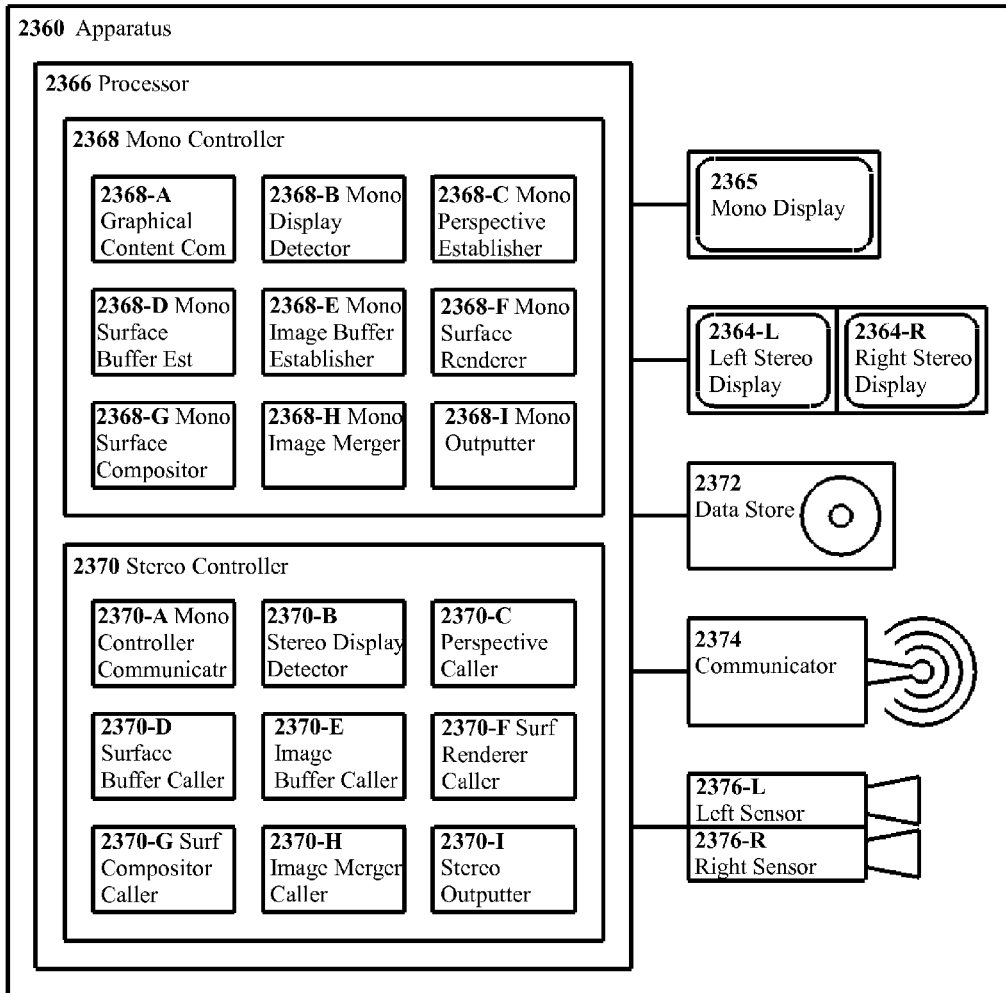 2360 Apparatus
2366 Processor
2368 Mono Controller
2368-A
Graphical
Content Com
2368-B Mono
Display
Detector
2368-C Mono
Perspective
Establisher
2368-D Mono
Surface
Buffer Est
2368-E Mono
Image Buffer
Establisher
2368-F Mono
Surface
Renderer
2368-G Mono
Surface
Compositor
2368-H Mono
Image Merger
2368-I Mono
Outputter
2370 Stereo Controller
2370-A Mono
Controller
Communicatr
2370-B
Stereo Display
Detector
2370-C
Perspective
Caller
2370-D
Surface
Buffer Caller
2370-E
Image
Buffer Caller
2370-F Surf
Renderer
Caller
2370-G Surf
Compositor
Caller
2370-H
Image Merger
Caller
2370-I
Stereo
Outputter
2365
Mono Display
2364-L
Left Stereo
Display
2364-R
Right Stereo
Display
2372
Data Store
2374
Communicator
2376-L
Left Sensor
2376-R
Right Sensor